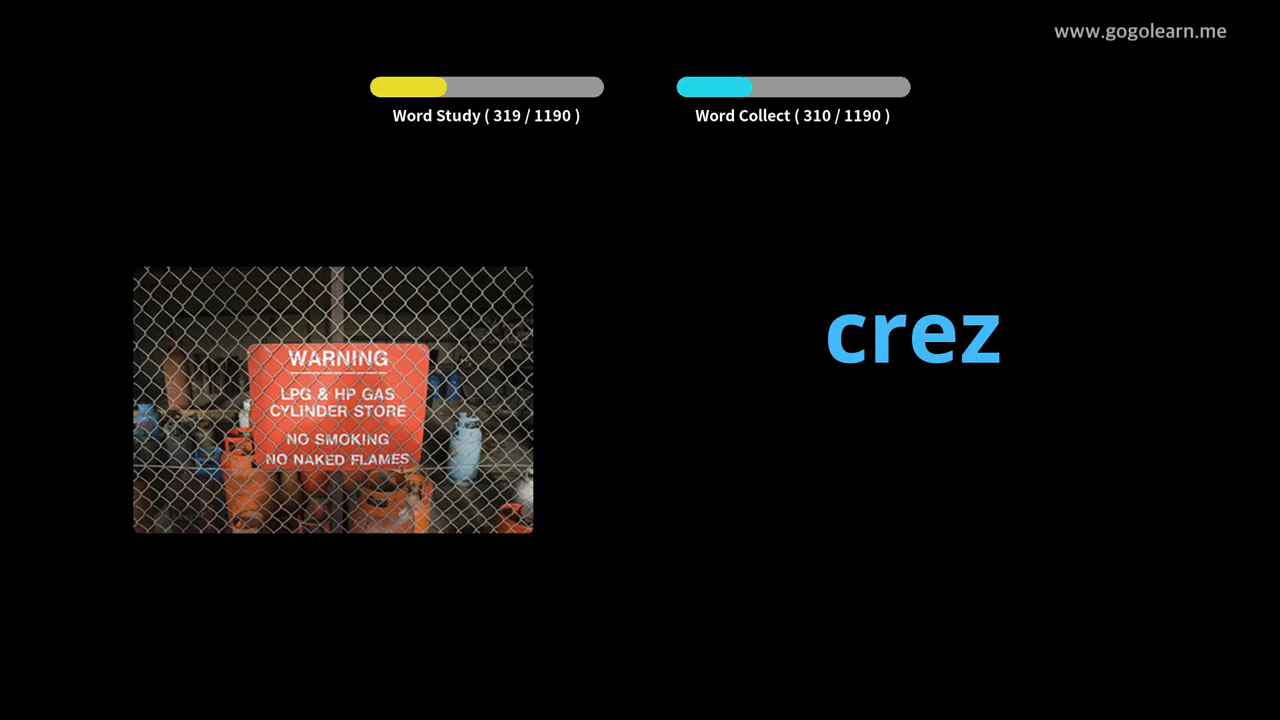 www.gogolearn.me
Word Study ( 319 / 1190 )
Word Collect ( 310 / 1190 )
crez
WARNING
LPG & HP GAS
CYLINDER STORE
NO SMOKING
NO NAKED FLAMES